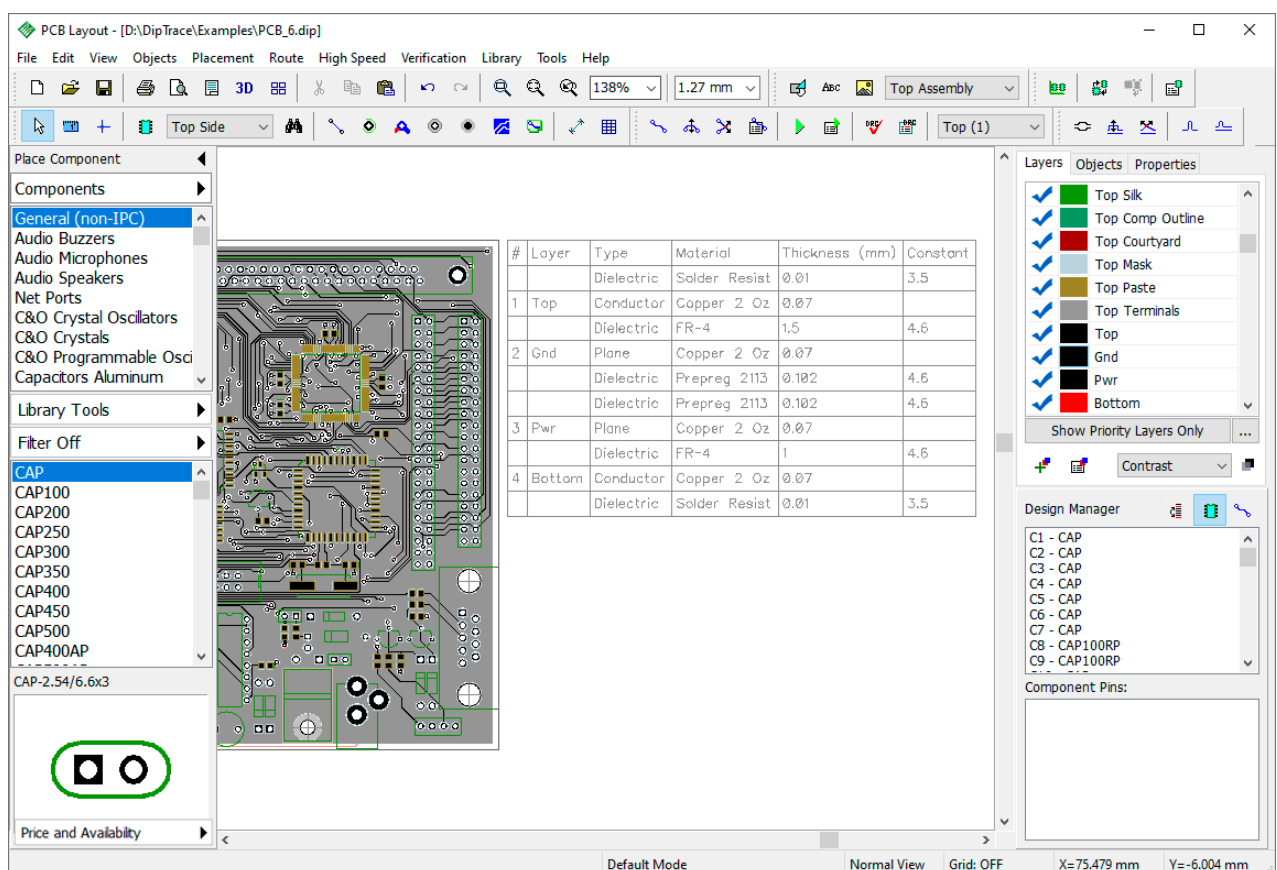 PCB Layout - [D:\DipTrace\Examples\PCB_6.dip]
File Edit View Objects Placement Route High Speed Verification Library Tools Help
3D 138% 1.27 mm ABC Top Assembly
Top Side DRC DRC Top (1)
Place Component
Components
General (non-IPC)
Audio Buzzers
Audio Microphones
Audio Speakers
Net Ports
C&O Crystal Oscillators
C&O Crystals
C&O Programmable Osci
Capacitors Aluminum
Library Tools
Filter Off
CAP
CAP100
CAP200
CAP250
CAP300
CAP350
CAP400
CAP450
CAP500
CAP400AP
CAP-2.54/6.6x3
Price and Availabilty
# Layer Type Material Thickness (mm) Constant
Dielectric Solder Resist 0.01 3.5
1 Top Conductor Copper 2 Oz 0.07
Dielectric FR-4 1.5 4.6
2 Gnd Plane Copper 2 Oz 0.07
Dielectric Prepreg 2113 0.102 4.6
Dielectric Prepreg 2113 0.102 4.6
3 Pwr Plane Copper 2 Oz 0.07
Dielectric FR-4 1 4.6
4 Bottom Conductor Copper 2 Oz 0.07
Dielectric Solder Resist 0.01 3.5
Layers Objects Properties
Top Silk
Top Comp Outline
Top Courtyard
Top Mask
Top Paste
Top Terminals
Top
Gnd
Pwr
Bottom
Show Priority Layers Only ...
Contrast
Design Manager
C1 - CAP
C2 - CAP
C3 - CAP
C4 - CAP
C5 - CAP
C6 - CAP
C7 - CAP
C8 - CAP100RP
C9 - CAP100RP
Component Pins:
Default Mode Normal View Grid: OFF X=75.479 mm Y=-6.004 mm